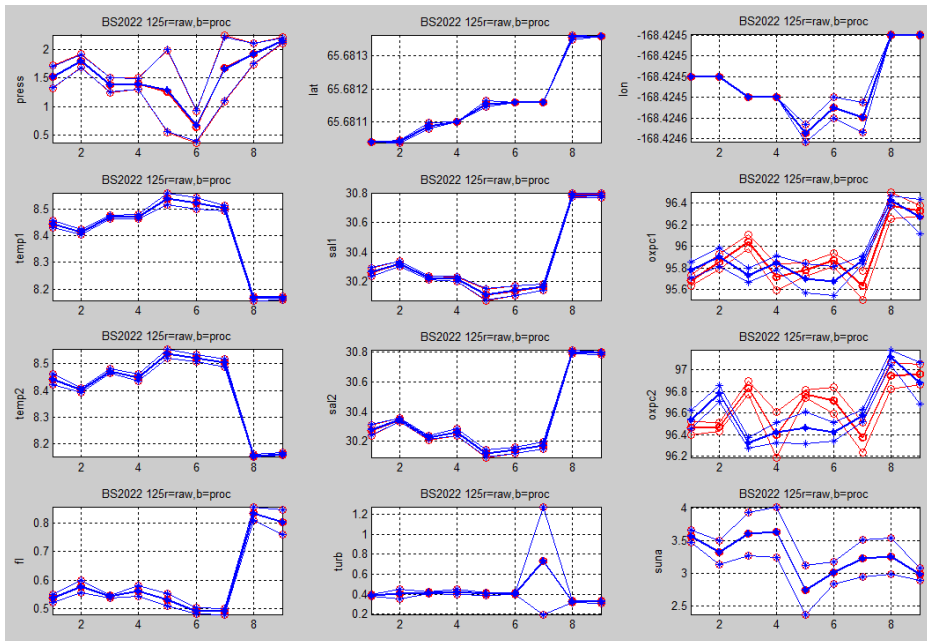 BS2022 125r=raw,b=proc BS2022 125r=raw,b=proc BS2022 125r=raw,b=proc
press
2
1.5
1
0.5
2 4 6 8
lat
65.6813
65.6812
65.6811
2 4 6 8
lon
-168.4245
-168.4245
-168.4245
-168.4245
-168.4245
-168.4246
2 4 6 8
BS2022 125r=raw,b=proc BS2022 125r=raw,b=proc BS2022 125r=raw,b=proc
temp1
8.5
8.4
8.3
8.2
2 4 6 8
sal1
30.8
30.6
30.4
30.2
2 4 6 8
oxpc1
96.4
96.2
96
95.8
95.6
2 4 6 8
BS2022 125r=raw,b=proc BS2022 125r=raw,b=proc BS2022 125r=raw,b=proc
temp2
8.5
8.4
8.3
8.2
2 4 6 8
sal2
30.8
30.6
30.4
30.2
2 4 6 8
oxpc2
97
96.8
96.6
96.4
96.2
2 4 6 8
BS2022 125r=raw,b=proc BS2022 125r=raw,b=proc BS2022 125r=raw,b=proc
fl
0.8
0.7
0.6
0.5
2 4 6 8
turb
1.2
1
0.8
0.6
0.4
0.2
2 4 6 8
suna
4
3.5
3
2.5
2 4 6 8